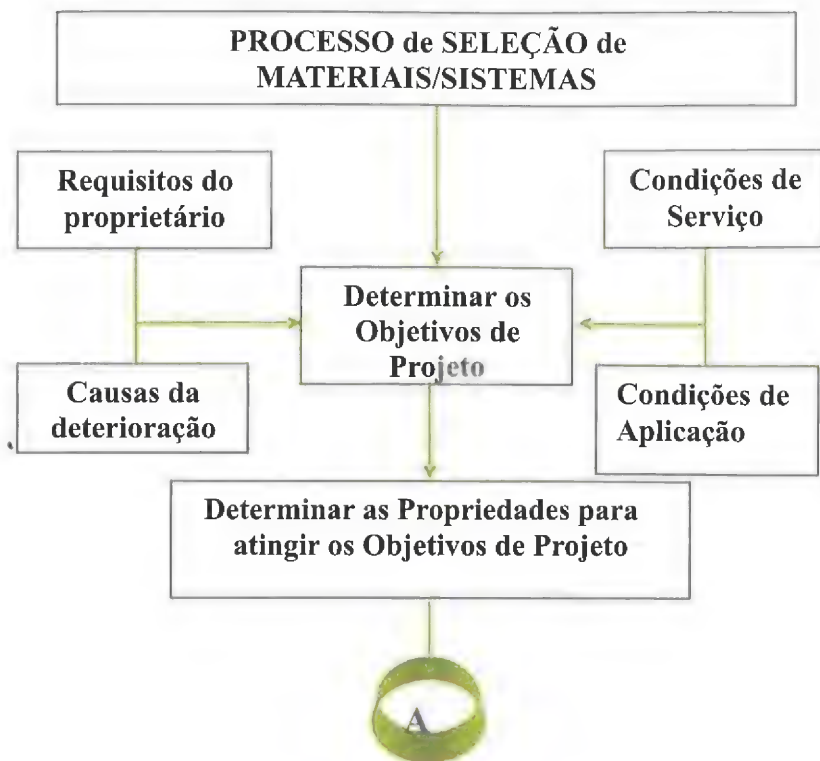 PROCESSO de SELEÇÃO de
MATERIAIS/SISTEMAS
Requisitos do
proprietário
Condições de
Serviço
Determinar os
Objetivos de
Projeto
Causas da
deterioração
Condições de
Aplicação
Determinar as Propriedades para
atingir os Objetivos de Projeto
A